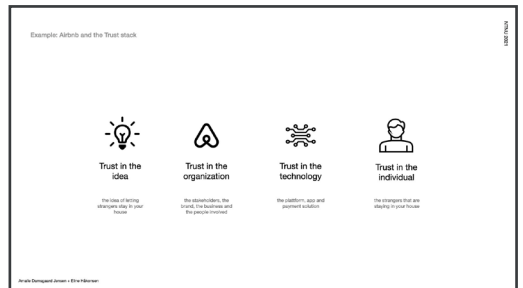 Example: Airbnb and the Trust stack
NTNU 2021
Trust in the
idea
the idea of letting
strangers stay in your
house
Trust in the
organization
the stakeholders, the
brand, the business and
the people involved
Trust in the
technology
the platform, app and
payment solution
Trust in the
individual
the strangers that are
staying in your house
Amalie Damsgaard Jensen + Eline Håkonsen